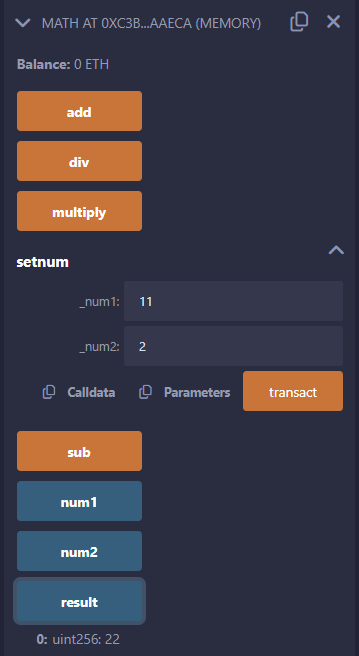 MATH AT 0XC3B...AAECA (MEMORY)
Balance: 0 ETH
add
div
multiply
setnum
_num1: 11
_num2: 2
Calldata Parameters transact
sub
num1
num2
result
0: uint256: 22